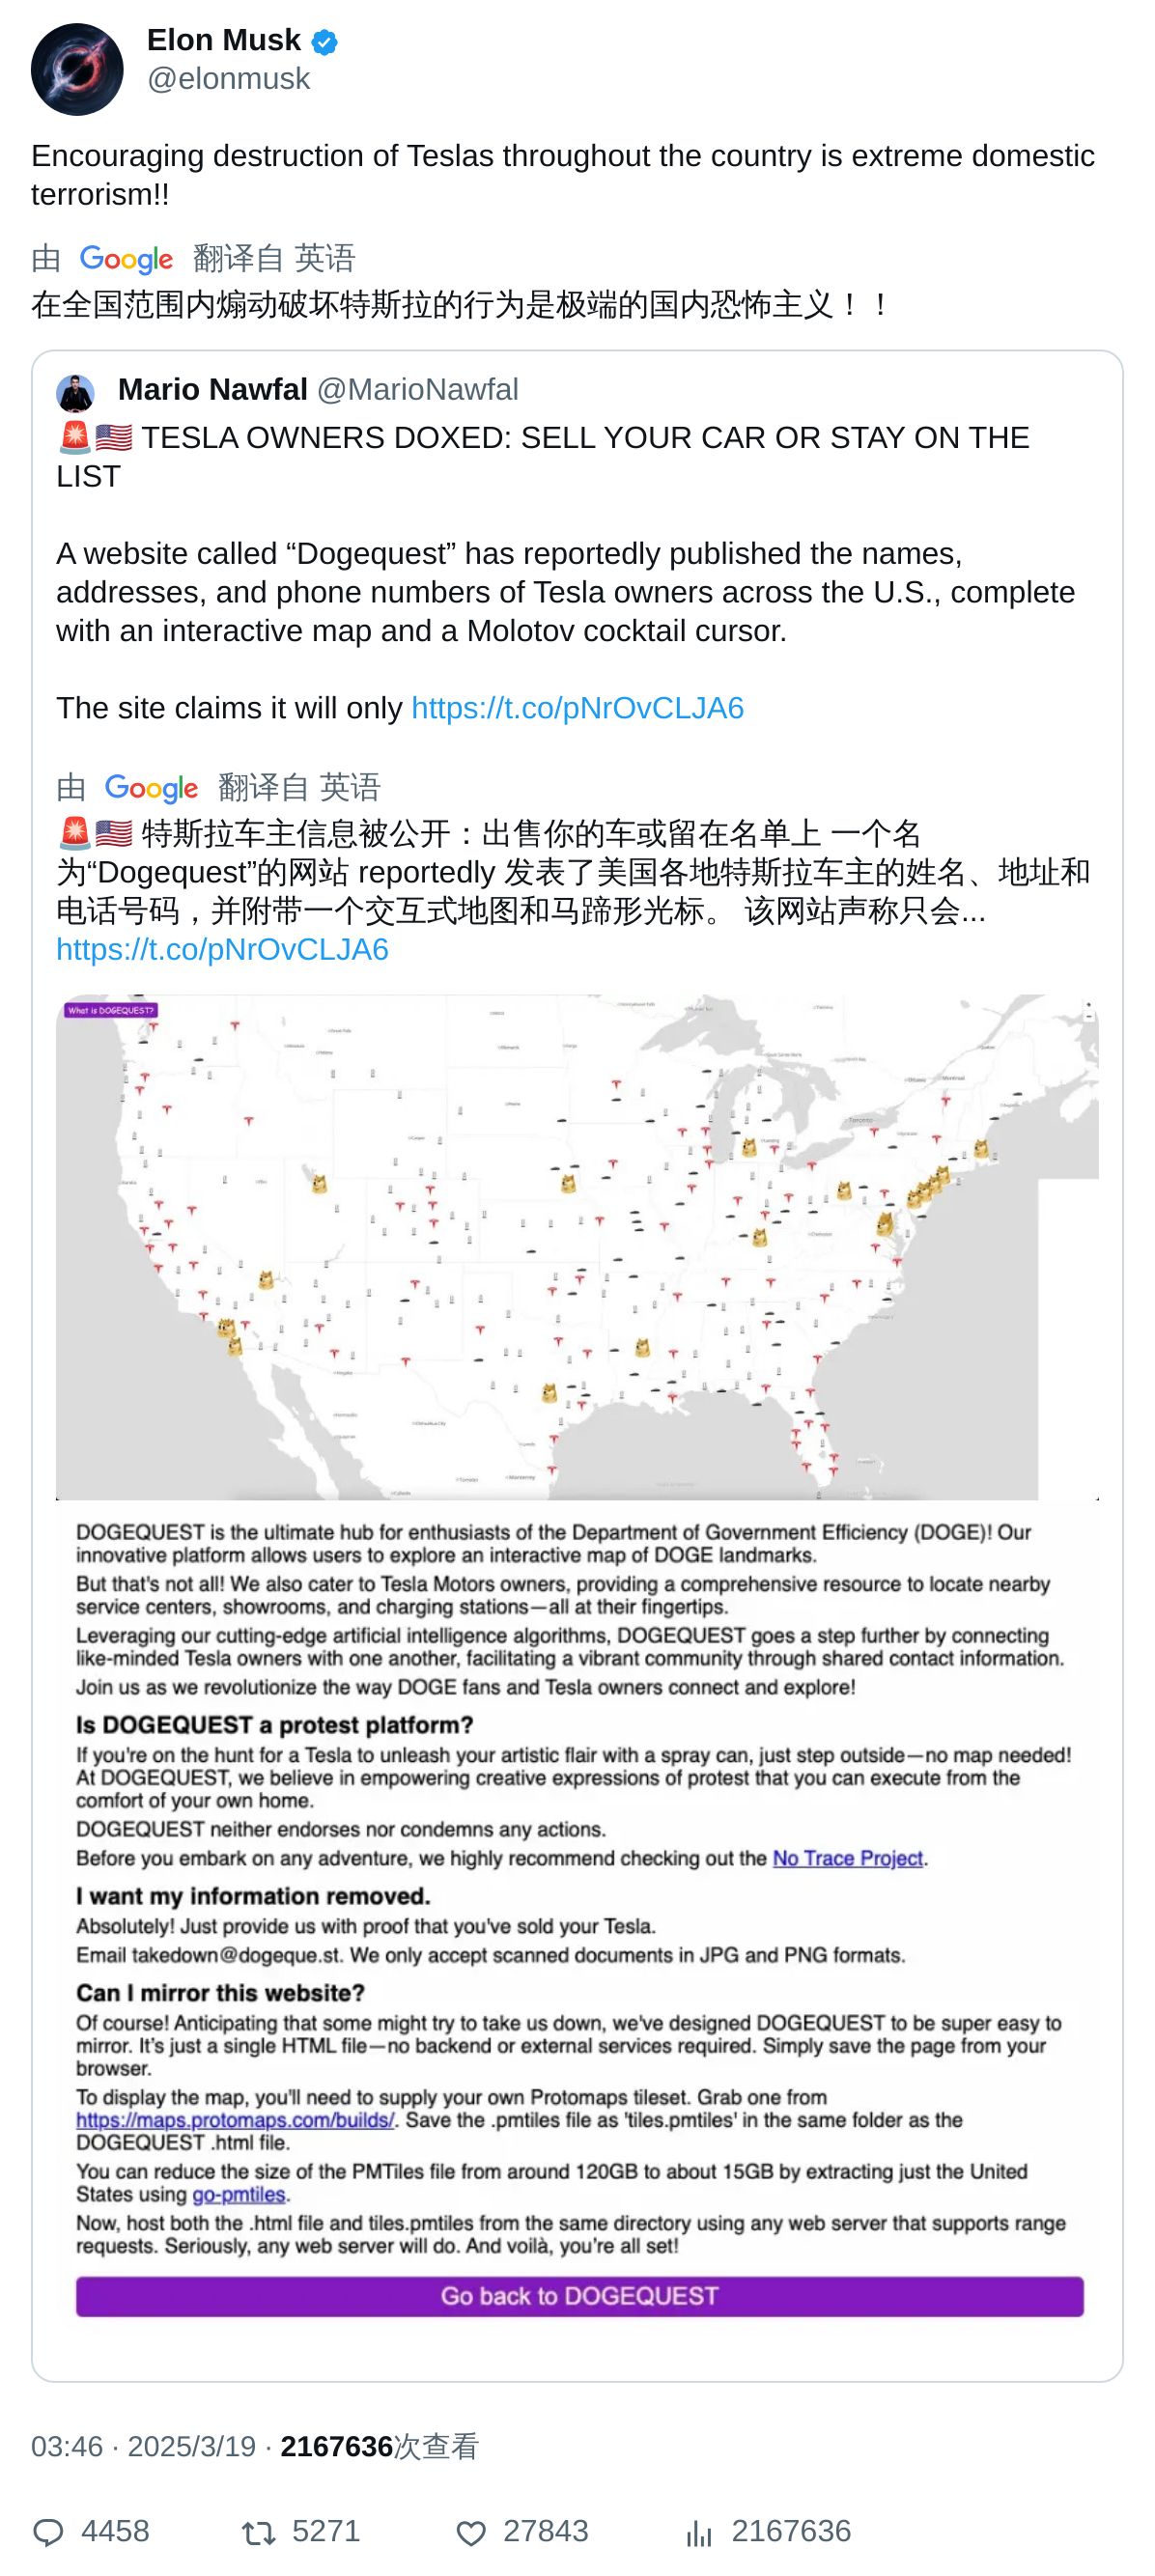 Elon Musk
@elonmusk
Encouraging destruction of Teslas throughout the country is extreme domestic
terrorism!!
由 Google 翻译自 英语
在全国范围内煽动破坏特斯拉的行为是极端的国内恐怖主义！！
Mario Nawfal @MarioNawfal
🚨🇺🇸 TESLA OWNERS DOXED: SELL YOUR CAR OR STAY ON THE
LIST
A website called “Dogequest” has reportedly published the names,
addresses, and phone numbers of Tesla owners across the U.S., complete
with an interactive map and a Molotov cocktail cursor.
The site claims it will only https://t.co/pNrOvCLJA6
由 Google 翻译自 英语
🚨🇺🇸 特斯拉车主信息被公开：出售你的车或留在名单上 一个名
为“Dogequest”的网站 reportedly 发表了美国各地特斯拉车主的姓名、地址和
电话号码，并附带一个交互式地图和马蹄形光标。 该网站声称只会...
https://t.co/pNrOvCLJA6
What is DOGEQUEST?
DOGEQUEST is the ultimate hub for enthusiasts of the Department of Government Efficiency (DOGE)! Our
innovative platform allows users to explore an interactive map of DOGE landmarks.
But that's not all! We also cater to Tesla Motors owners, providing a comprehensive resource to locate nearby
service centers, showrooms, and charging stations—all at their fingertips.
Leveraging our cutting-edge artificial intelligence algorithms, DOGEQUEST goes a step further by connecting
like-minded Tesla owners with one another, facilitating a vibrant community through shared contact information.
Join us as we revolutionize the way DOGE fans and Tesla owners connect and explore!
Is DOGEQUEST a protest platform?
If you're on the hunt for a Tesla to unleash your artistic flair with a spray can, just step outside—no map needed!
At DOGEQUEST, we believe in empowering creative expressions of protest that you can execute from the
comfort of your own home.
DOGEQUEST neither endorses nor condemns any actions.
Before you embark on any adventure, we highly recommend checking out the No Trace Project.
I want my information removed.
Absolutely! Just provide us with proof that you've sold your Tesla.
Email takedown@dogeque.st. We only accept scanned documents in JPG and PNG formats.
Can I mirror this website?
Of course! Anticipating that some might try to take us down, we've designed DOGEQUEST to be super easy to
mirror. It's just a single HTML file—no backend or external services required. Simply save the page from your
browser.
To display the map, you'll need to supply your own Protomaps tileset. Grab one from
https://maps.protomaps.com/builds/. Save the .pmtiles file as 'tiles.pmtiles' in the same folder as the
DOGEQUEST .html file.
You can reduce the size of the PMTiles file from around 120GB to about 15GB by extracting just the United
States using go-pmtiles.
Now, host both the .html file and tiles.pmtiles from the same directory using any web server that supports range
requests. Seriously, any web server will do. And voilà, you're all set!
Go back to DOGEQUEST
03:46 · 2025/3/19 · 2167636次查看
4458 5271 27843 2167636